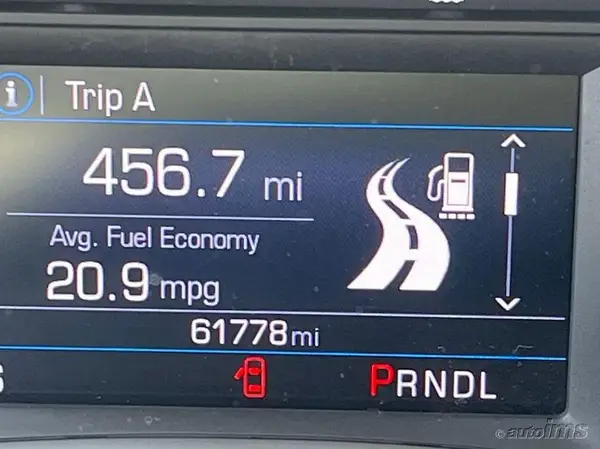 i Trip A
456.7 mi
Avg. Fuel Economy
20.9 mpg
61778mi
PRNDL
© autoims